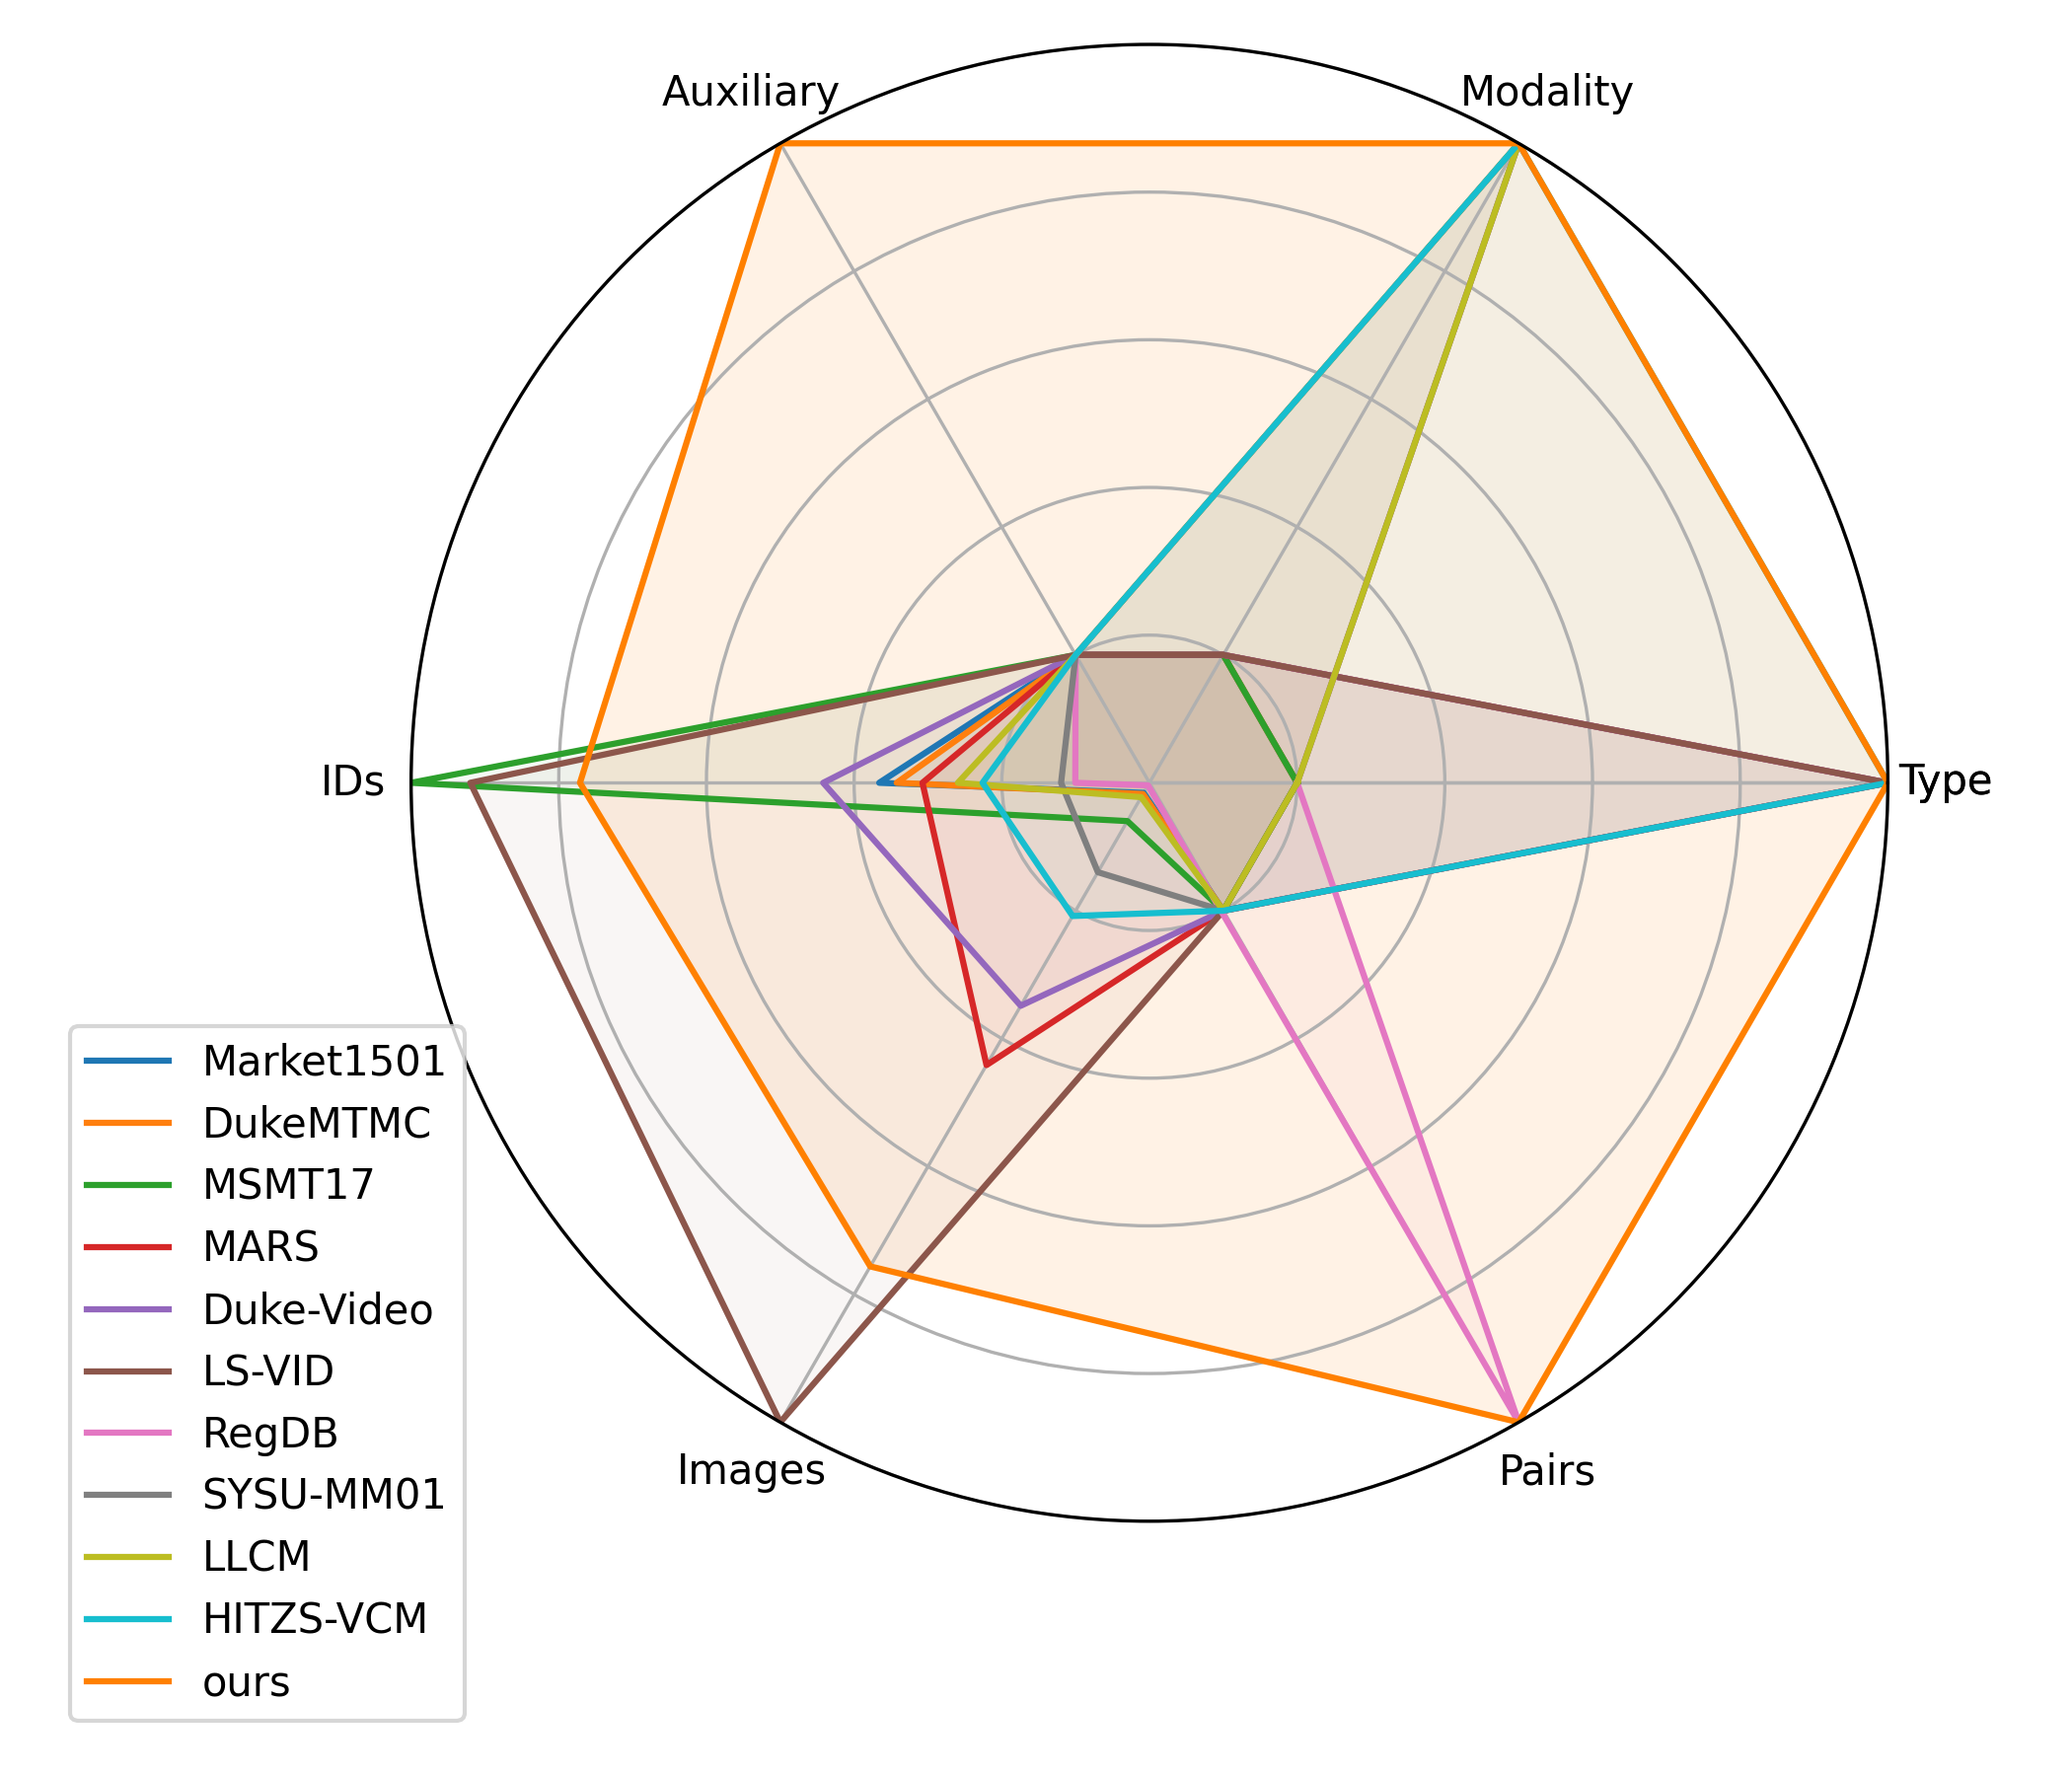 Auxiliary
Modality
IDs
Type
Images
Pairs
Market1501
DukeMTMC
MSMT17
MARS
Duke-Video
LS-VID
RegDB
SYSU-MM01
LLCM
HITZS-VCM
ours